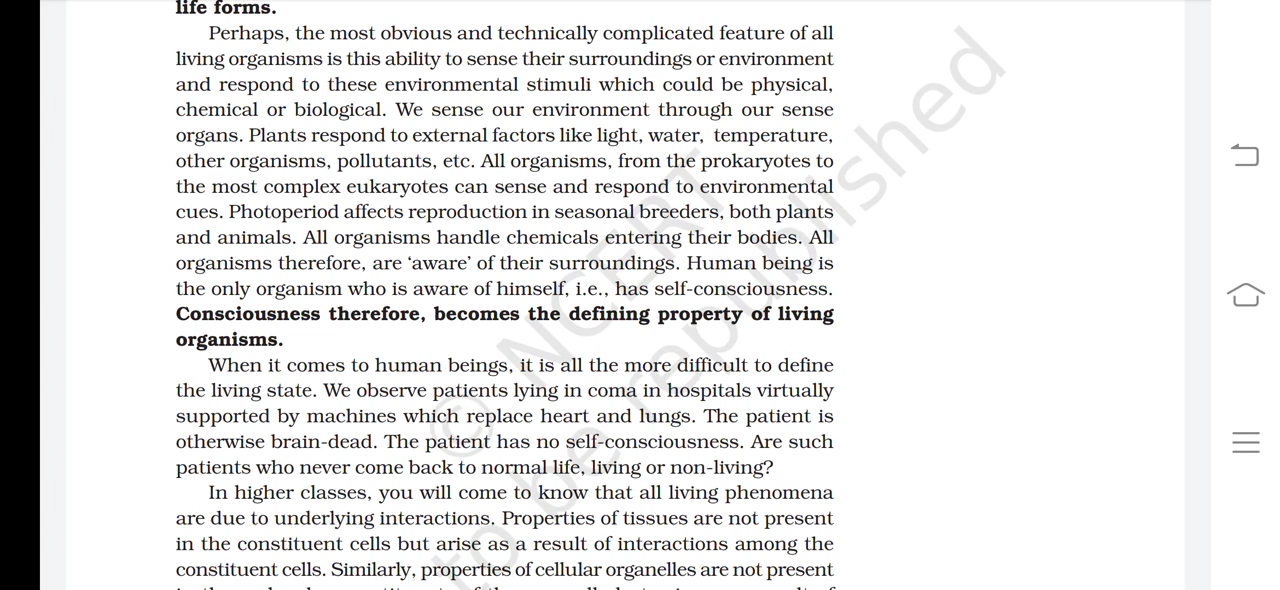 life forms.
Perhaps, the most obvious and technically complicated feature of all
living organisms is this ability to sense their surroundings or environment
and respond to these environmental stimuli which could be physical,
chemical or biological. We sense our environment through our sense
organs. Plants respond to external factors like light, water, temperature,
other organisms, pollutants, etc. All organisms, from the prokaryotes to
the most complex eukaryotes can sense and respond to environmental
cues. Photoperiod affects reproduction in seasonal breeders, both plants
and animals. All organisms handle chemicals entering their bodies. All
organisms therefore, are ‘aware’ of their surroundings. Human being is
the only organism who is aware of himself, i.e., has self-consciousness.
Consciousness therefore, becomes the defining property of living
organisms.
When it comes to human beings, it is all the more difficult to define
the living state. We observe patients lying in coma in hospitals virtually
supported by machines which replace heart and lungs. The patient is
otherwise brain-dead. The patient has no self-consciousness. Are such
patients who never come back to normal life, living or non-living?
In higher classes, you will come to know that all living phenomena
are due to underlying interactions. Properties of tissues are not present
in the constituent cells but arise as a result of interactions among the
constituent cells. Similarly, properties of cellular organelles are not present
© NCERT
to be republished